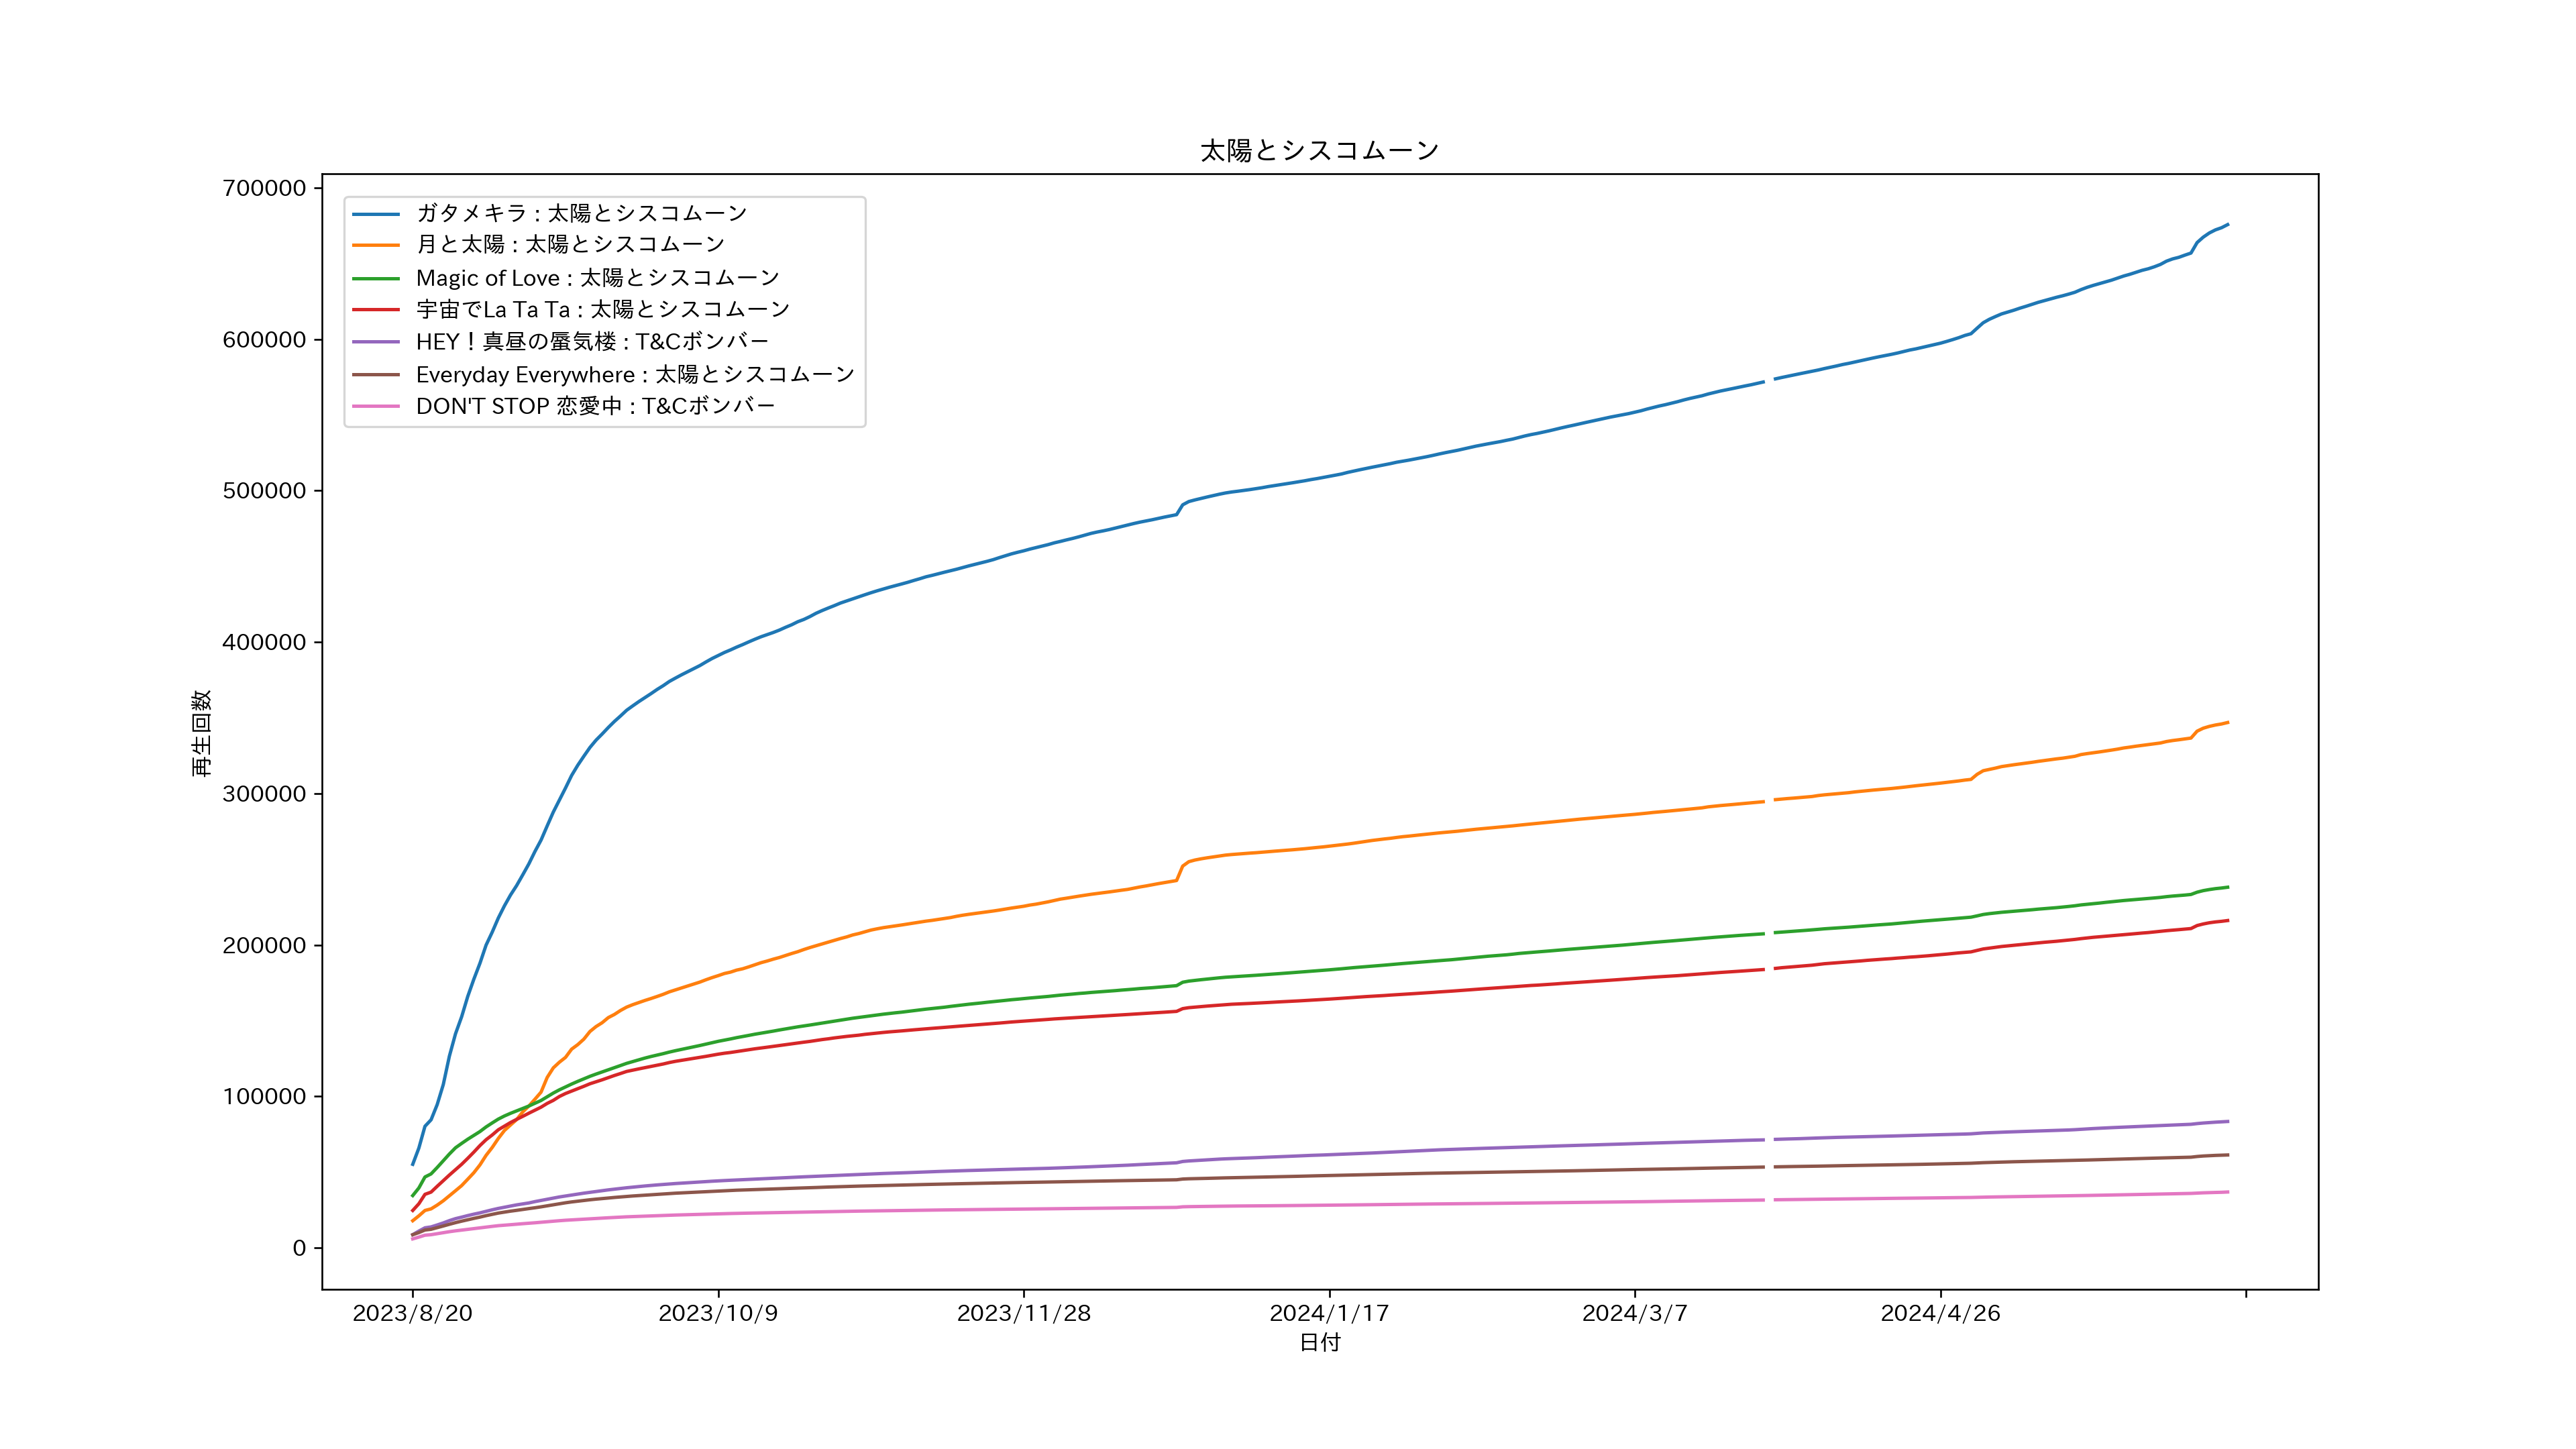 太陽とシスコムーン
700000
600000
500000
400000
300000
200000
100000
0
再生回数
ガタメキラ : 太陽とシスコムーン
月と太陽 : 太陽とシスコムーン
Magic of Love : 太陽とシスコムーン
宇宙でLa Ta Ta : 太陽とシスコムーン
HEY！真昼の蜃気楼 : T&Cボンバー
Everyday Everywhere : 太陽とシスコムーン
DON'T STOP 恋愛中 : T&Cボンバー
2023/8/20
2023/10/9
2023/11/28
2024/1/17
2024/3/7
2024/4/26
日付